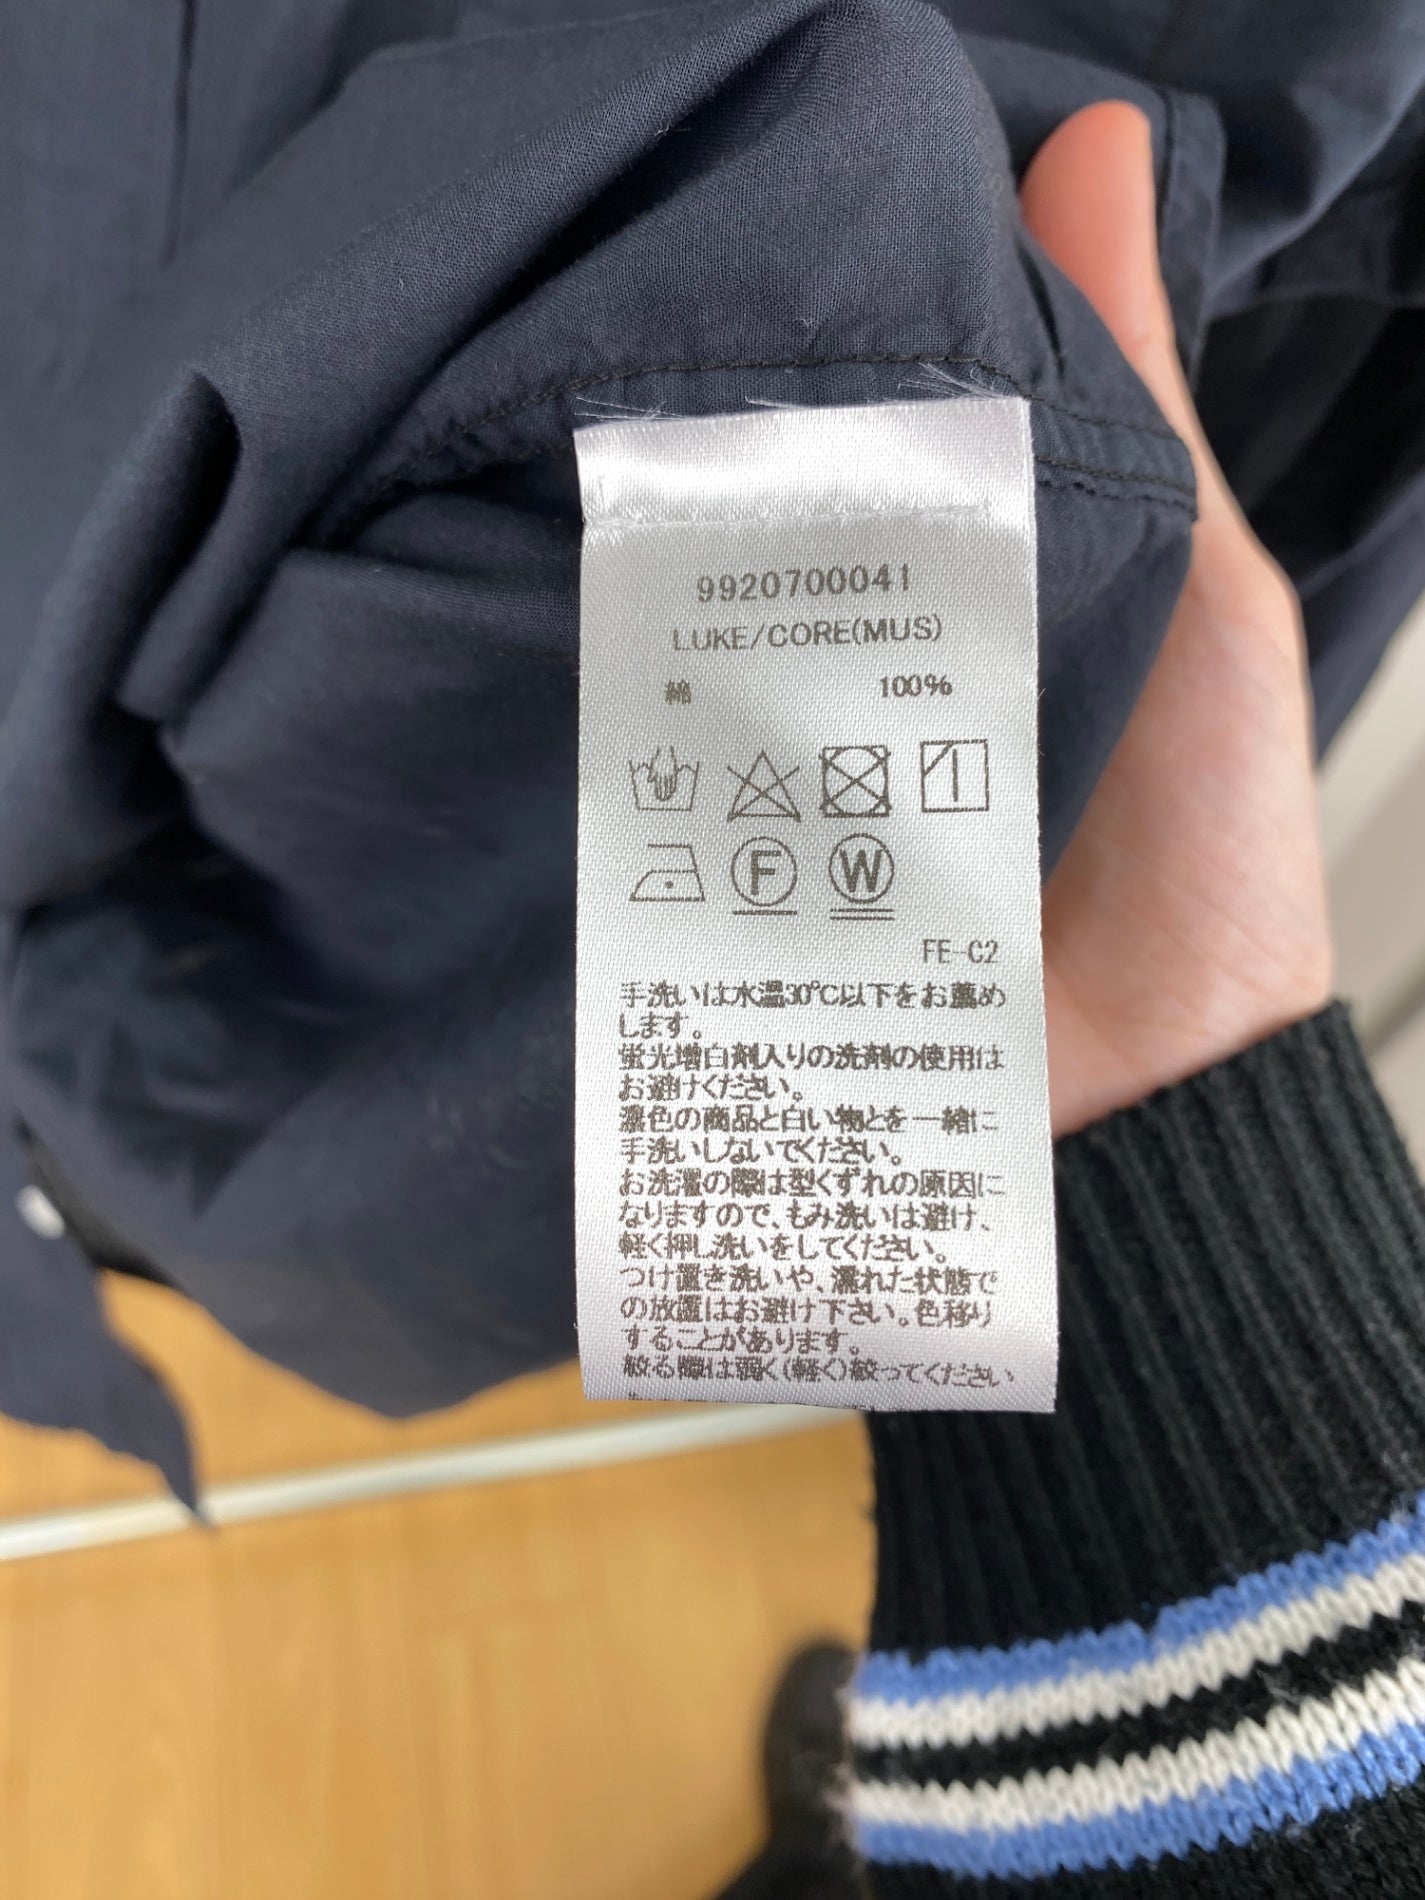 9920700041
LUKE/CORE(MUS)
綿 100%
F W
FE-C2
手洗いは水温30℃以下をお薦め
します。
蛍光増白剤入りの洗剤の使用は
お避けください。
濃色の商品と白い物とを一緒に
手洗いしないでください。
お洗濯の際は型くずれの原因に
なりますので、もみ洗いは避け、
軽く押し洗いをしてください。
つけ置き洗いや、濡れた状態で
の放置はお避け下さい。色移り
することがあります。
絞る際は弱く(軽く)絞ってください